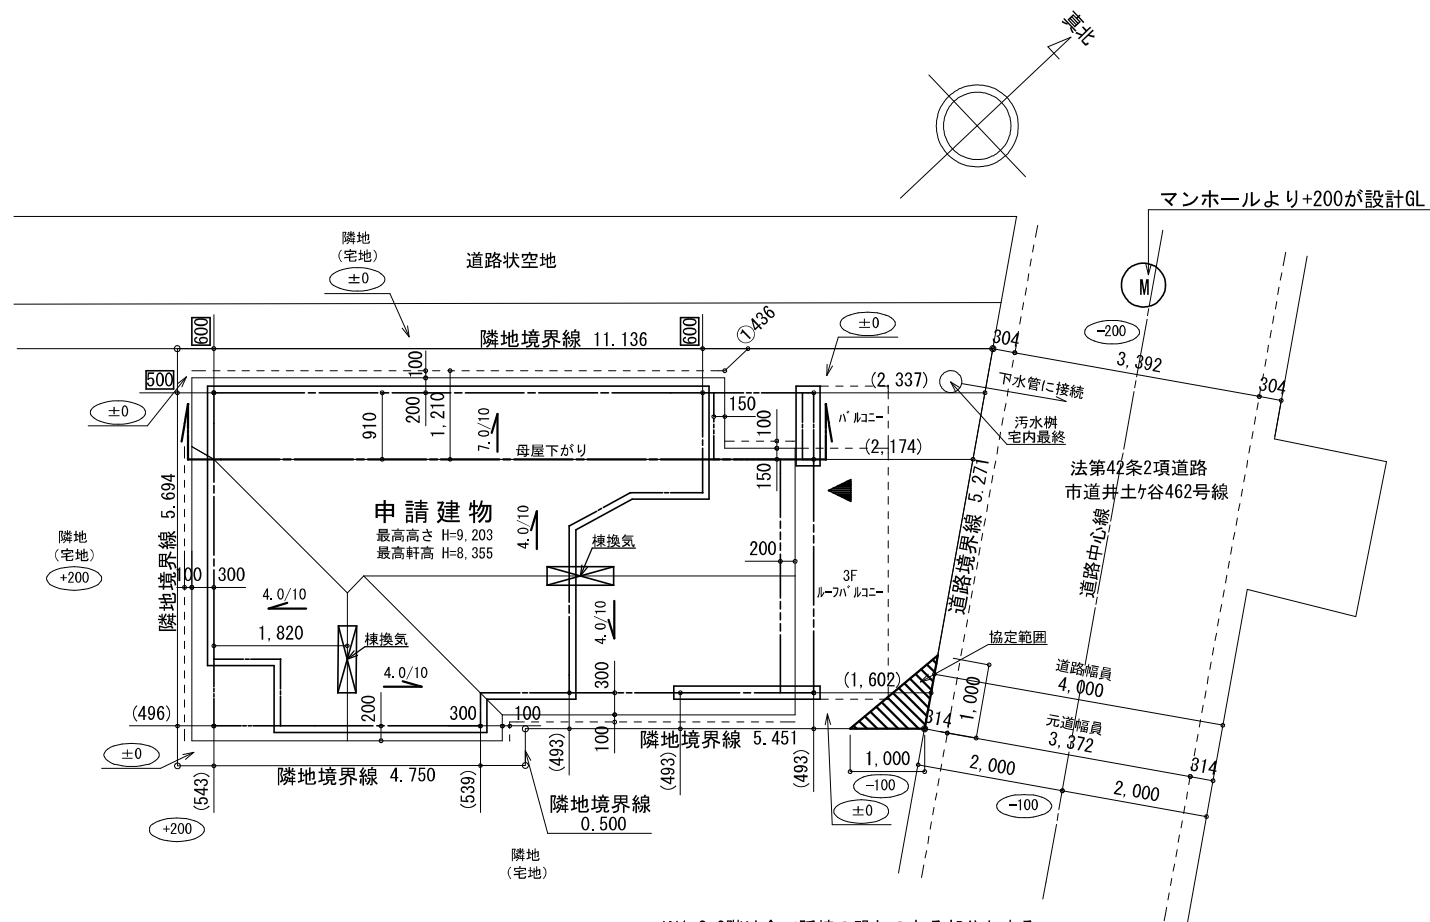 真北
マンホールより+200が設計GL
隣地
(宅地)
±0
道路状空地
M
-200
600
隣地境界線 11.136
600
①436
±0
304
3,392
304
500
±0
100
200
1,210
910
7.0/10
母屋下がり
150
100
150
(2,337)
バルコニー
(2,174)
下水管に接続
汚水桝
宅内最終
法第42条2項道路
市道井土ケ谷462号線
隣地境界線 5.694
隣地
(宅地)
+200
申請建物
最高高さ H=9,203
最高軒高 H=8,355
4.0/10
棟換気
200
3F
ルーフバルコニー
道路境界線 5.271
道路中心線
100 300
4.0/10
1,820
棟換気
4.0/10
4.0/10
300
協定範囲
(1,602)
1,000
道路幅員
4,000
(496)
200
300
100
100
314
元道幅員
3,372
314
±0
隣地境界線 4.750
(543)
(539)
(493)
隣地境界線 5.451
(493)
(493)
1,000
-100
±0
2,000
-100
2,000
+200
隣地境界線
0.500
隣地
(宅地)